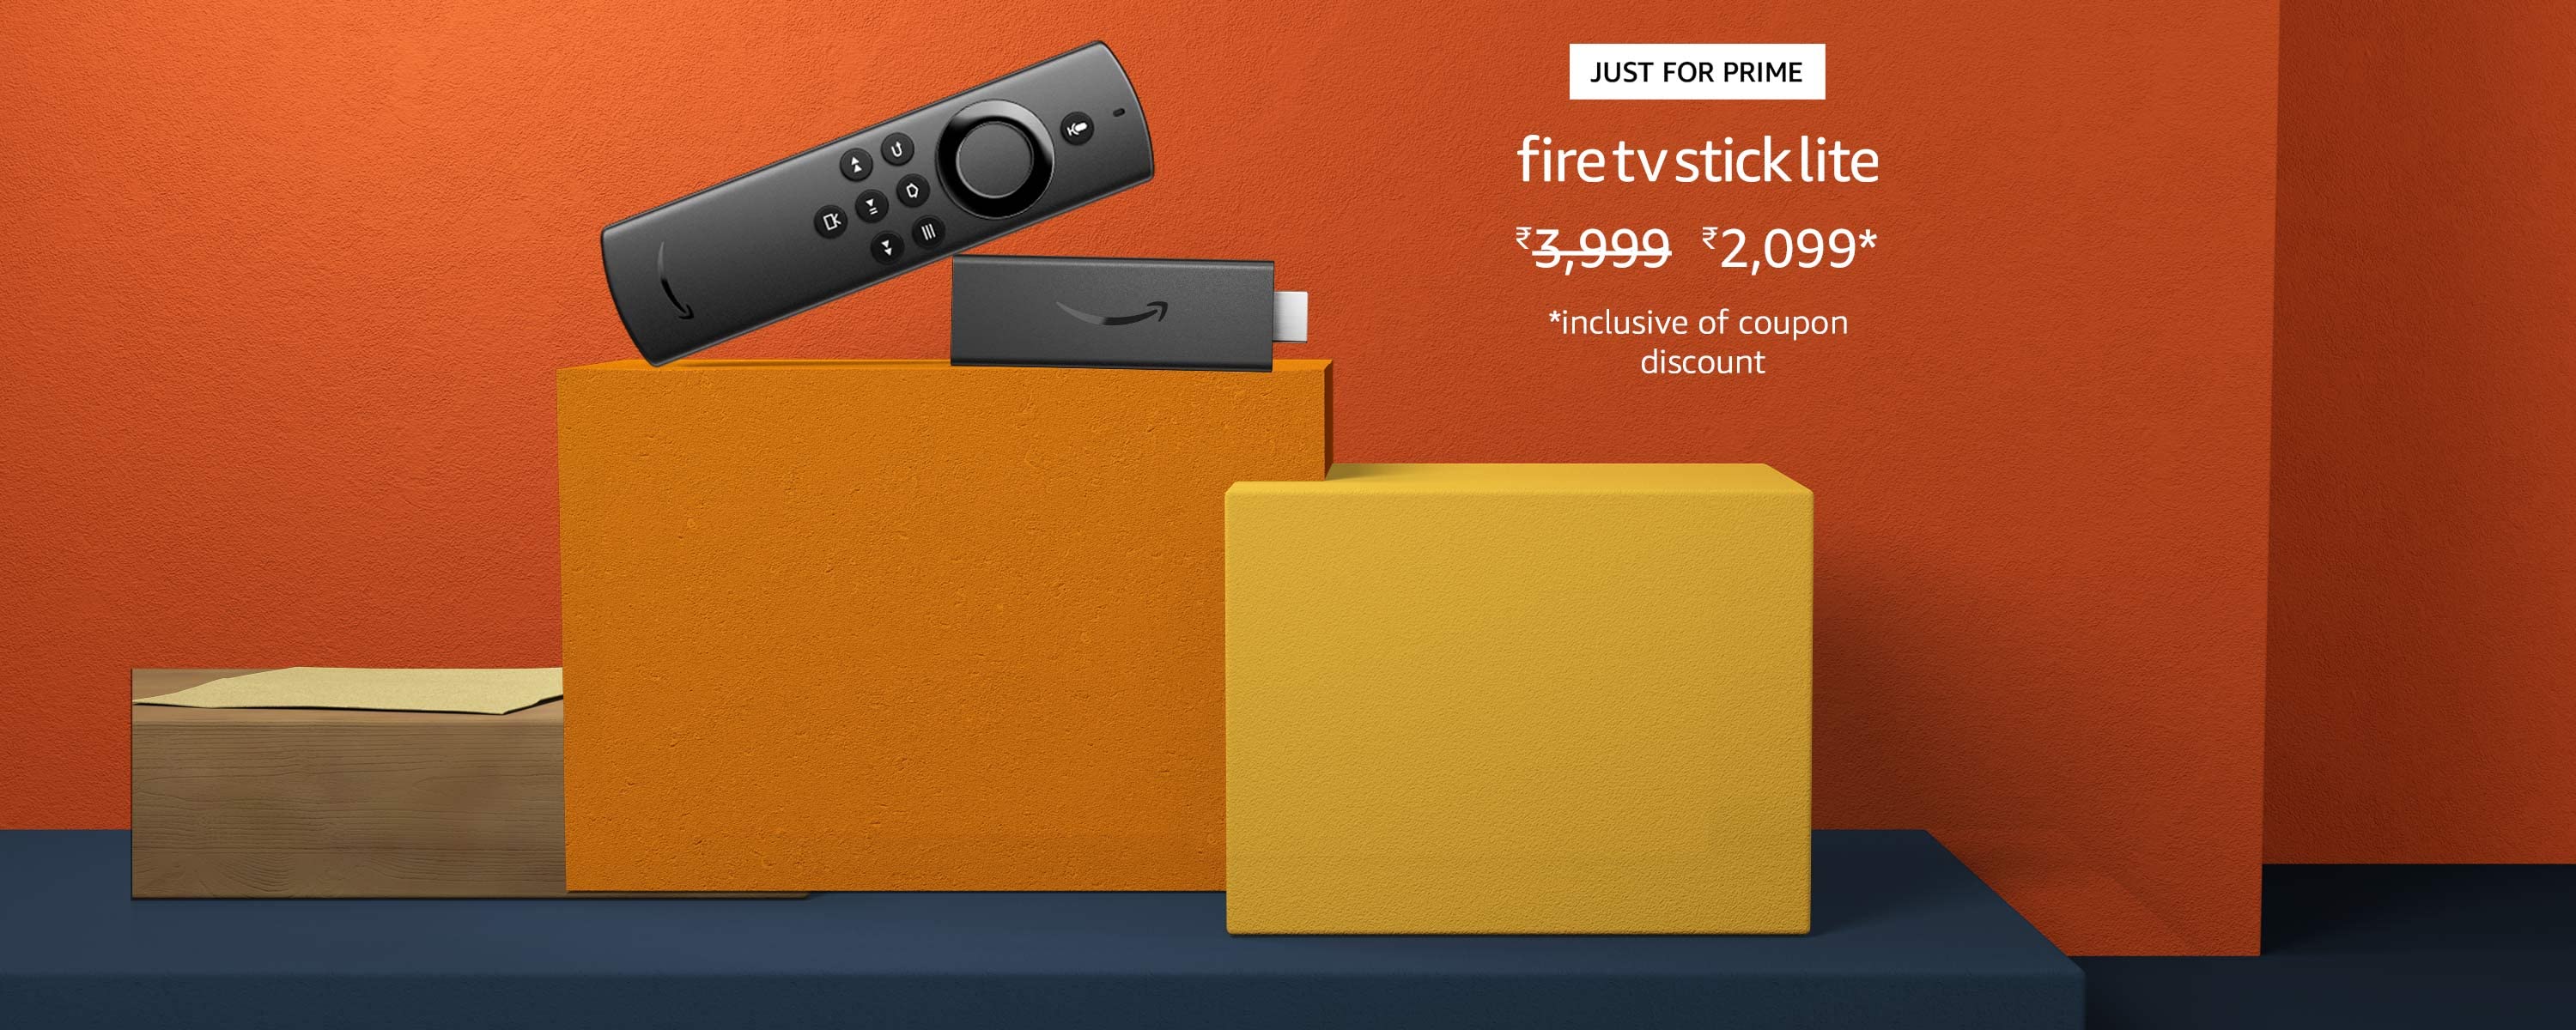 JUST FOR PRIME
fire tv stick lite
₹3,999 ₹2,099*
*inclusive of coupon
discount